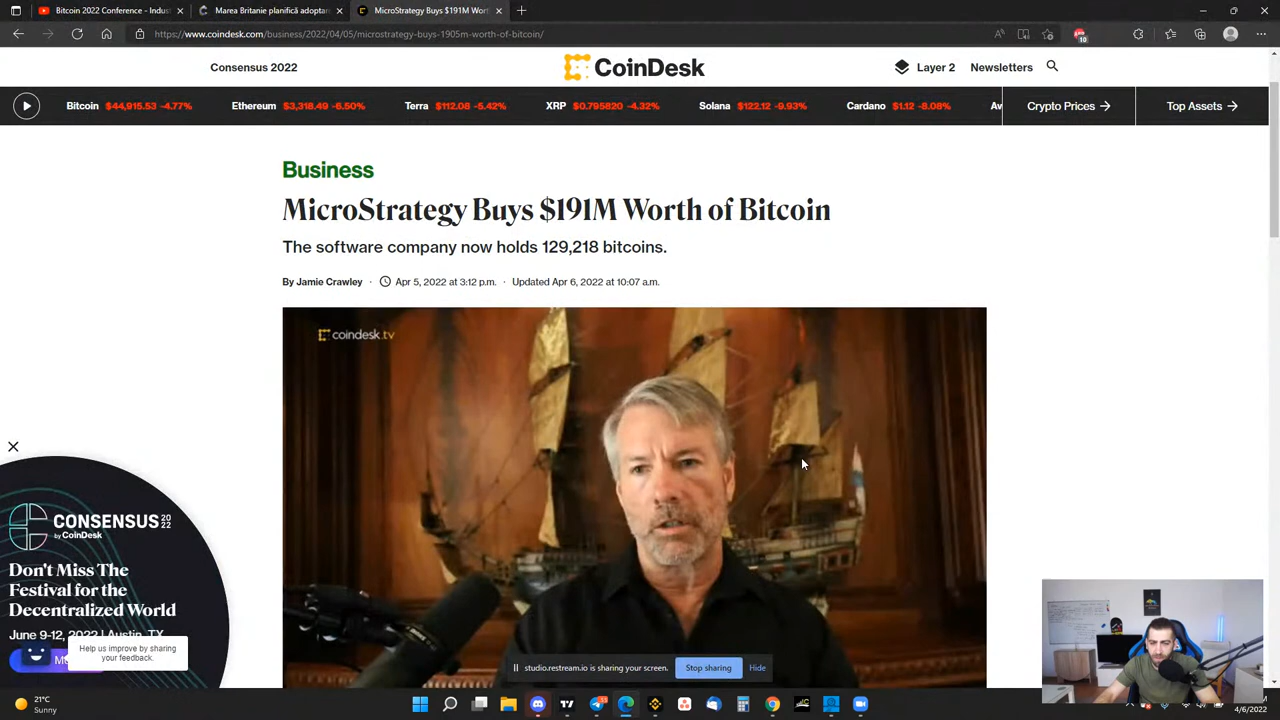 Bitcoin 2022 Conference - Indus
Marea Britanie planifică adoptare
MicroStrategy Buys $191M Wort
https://www.coindesk.com/business/2022/04/05/microstrategy-buys-1905m-worth-of-bitcoin/
10
Consensus 2022
CoinDesk
Layer 2
Newsletters
Bitcoin $44,915.53 -4.77%
Ethereum $3,318.49 -6.50%
Terra $112.08 -5.42%
XRP $0.795820 -4.32%
Solana $122.12 -9.93%
Cardano $1.12 -8.08%
Av
Crypto Prices
Top Assets
Business
MicroStrategy Buys $191M Worth of Bitcoin
The software company now holds 129,218 bitcoins.
By Jamie Crawley · Apr 5, 2022 at 3:12 p.m. · Updated Apr 6, 2022 at 10:07 a.m.
coindesk.tv
CONSENSUS 2022
by CoinDesk
Don't Miss The
Festival for the
Decentralized World
June 9-12, 2022 | Austin, TX
Help us improve by sharing
your feedback.
studio.restream.io is sharing your screen.
Stop sharing
Hide
21°C
Sunny
4/6/2022